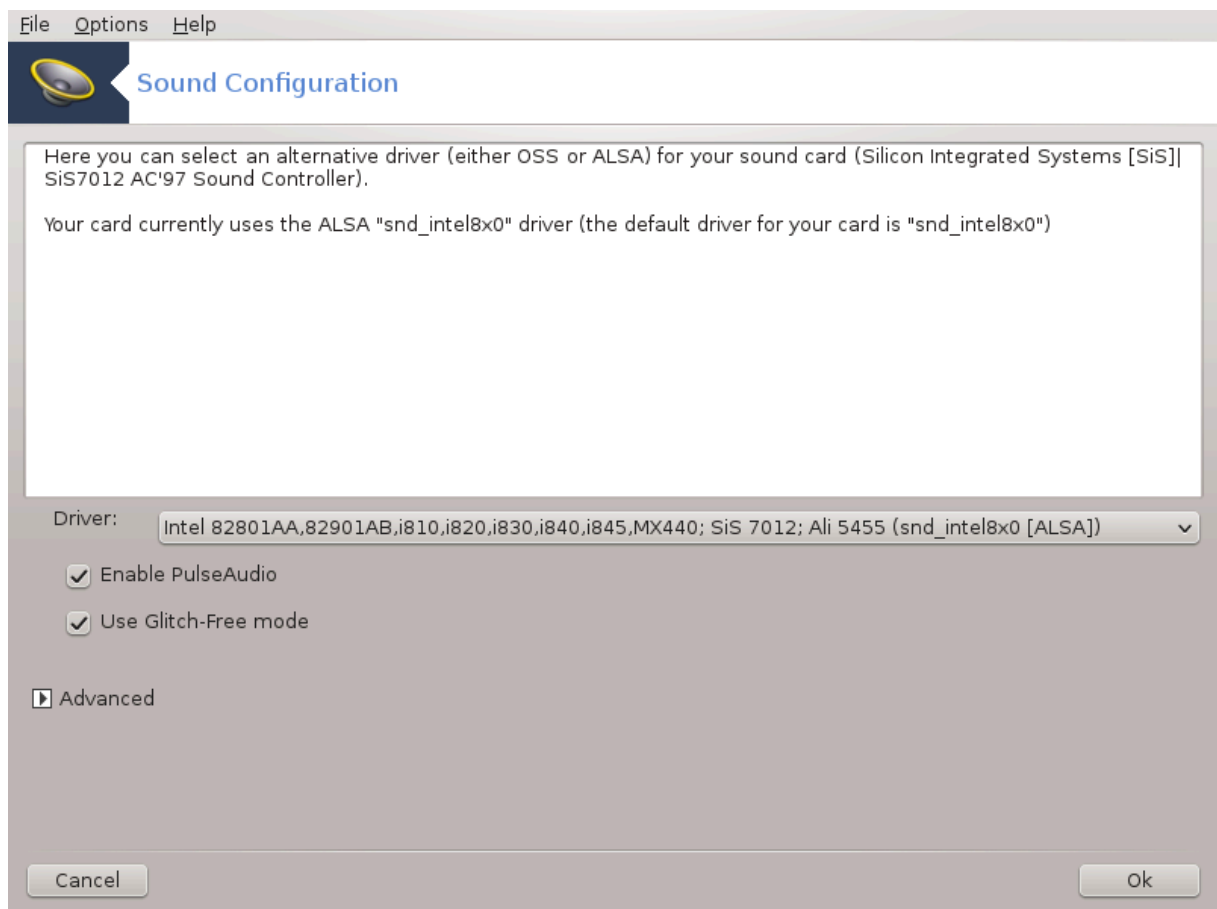 File Options Help
Sound Configuration
Here you can select an alternative driver (either OSS or ALSA) for your sound card (Silicon Integrated Systems [SiS]|
SiS7012 AC'97 Sound Controller).
Your card currently uses the ALSA "snd_intel8x0" driver (the default driver for your card is "snd_intel8x0")
Driver: Intel 82801AA,82901AB,i810,i820,i830,i840,i845,MX440; SiS 7012; Ali 5455 (snd_intel8x0 [ALSA])
Enable PulseAudio
Use Glitch-Free mode
Advanced
Cancel Ok